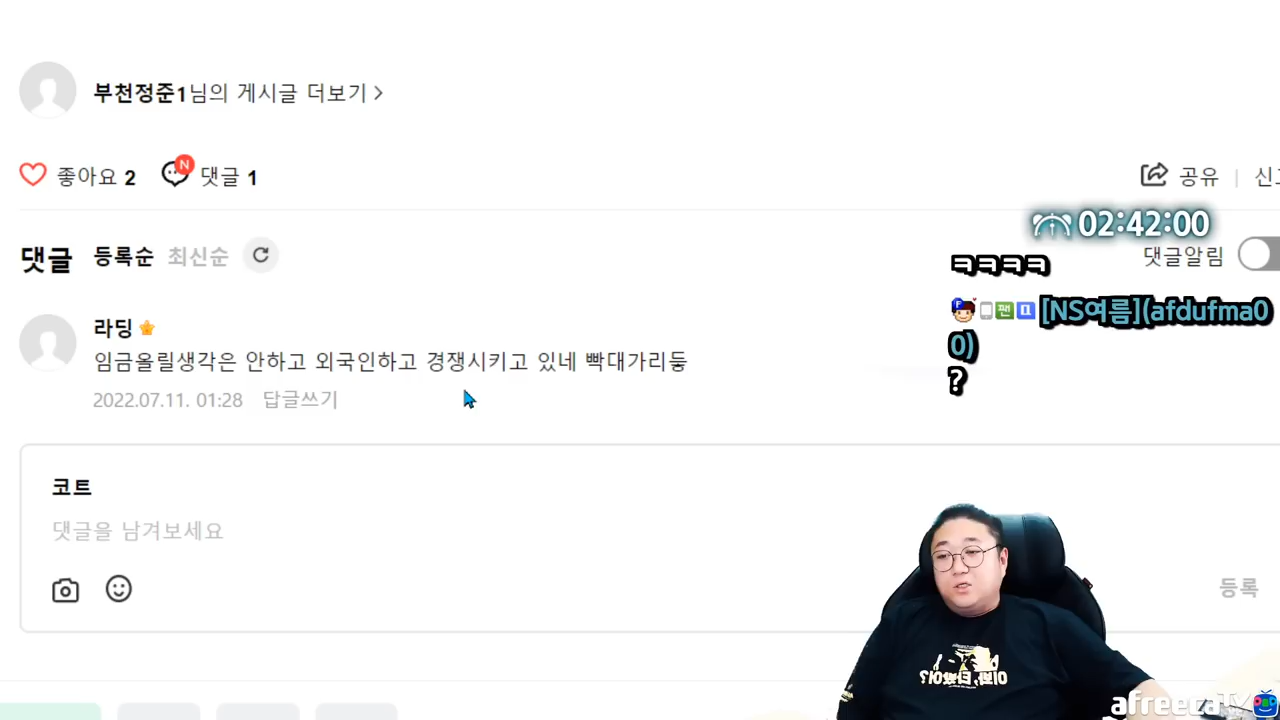 부천정준1님의 게시글 더보기 >
좋아요 2 N 댓글 1
공유 | 신고
02:42:00
댓글 등록순 최신순
댓글알림
ㅋㅋㅋㅋ
[NS여름](afdufma0
0)
?
라딩
임금올릴생각은 안하고 외국인하고 경쟁시키고 있네 빡대가리둫
2022.07.11. 01:28 답글쓰기
코트
댓글을 남겨보세요
등록
afreecaTV